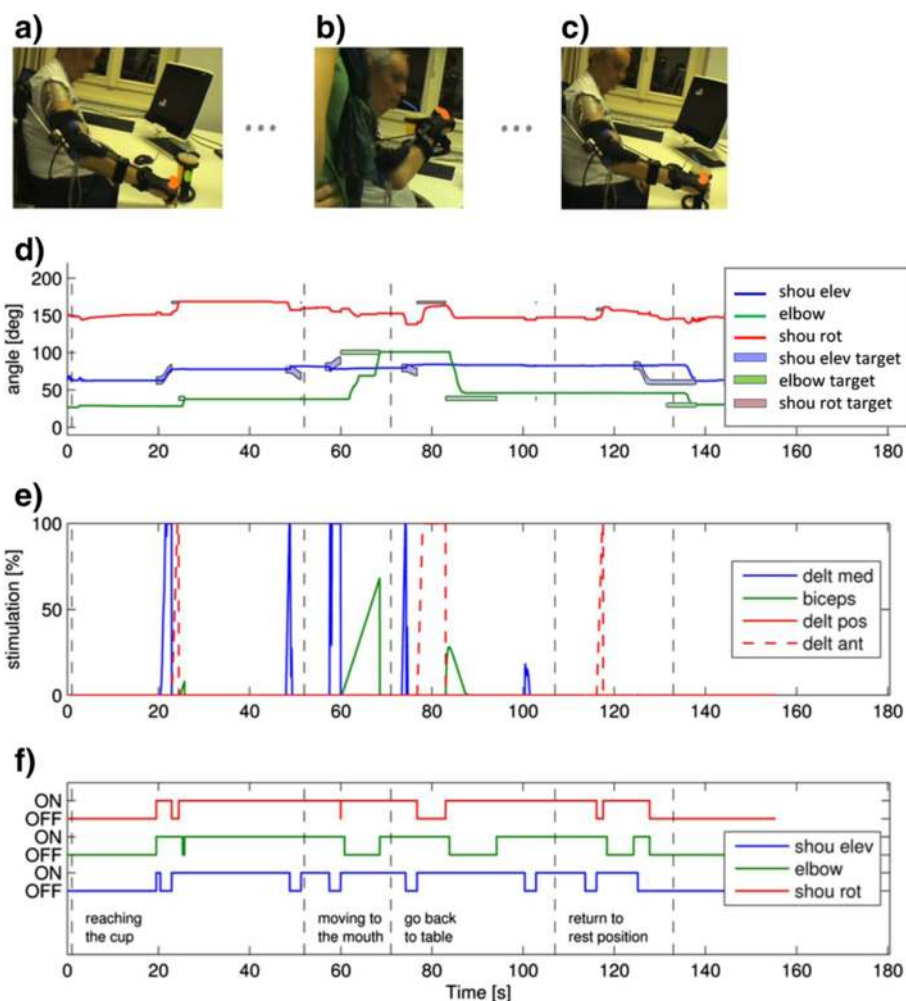 a)
b)
c)
d)
200
150
100
50
0
angle [deg]
0 20 40 60 80 100 120 140 160 180
shou elev
elbow
shou rot
shou elev target
elbow target
shou rot target
e)
100
50
0
stimulation [%]
0 20 40 60 80 100 120 140 160 180
delt med
biceps
delt pos
delt ant
f)
ON
OFF
ON
OFF
ON
OFF
shou elev
elbow
shou rot
reaching
the cup
moving to
the mouth
go back
to table
return to
rest position
0 20 40 60 80 100 120 140 160 180
Time [s]